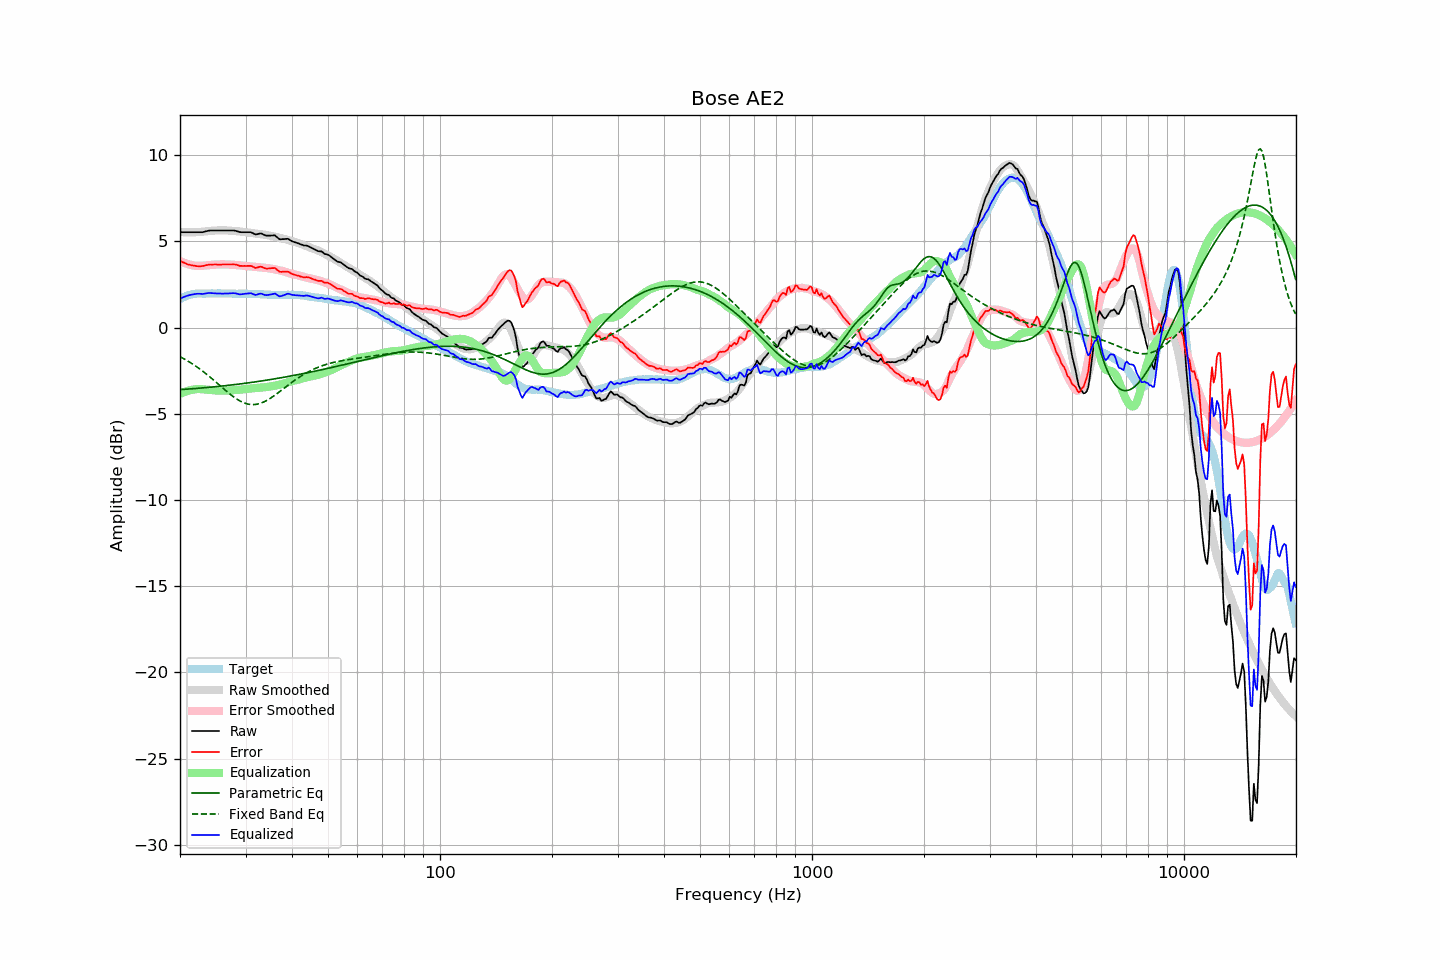 Bose AE2
10
5
0
−5
−10
−15
−20
−25
−30
Amplitude (dBr)
100
1000
10000
Frequency (Hz)
Target
Raw Smoothed
Error Smoothed
Raw
Error
Equalization
Parametric Eq
Fixed Band Eq
Equalized